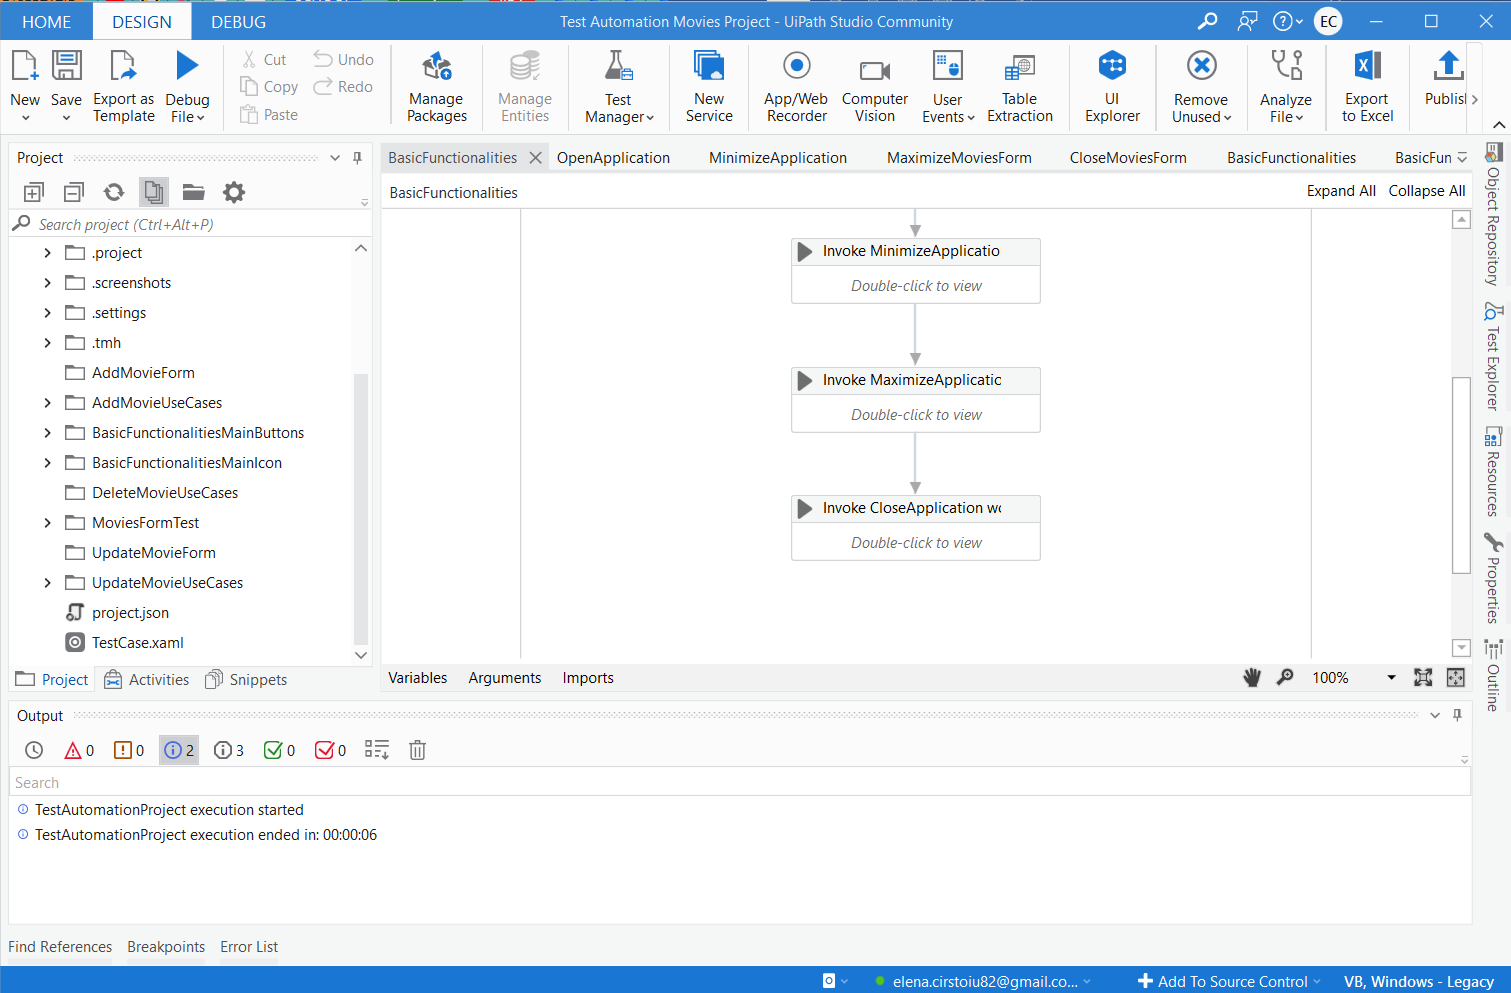 HOME DESIGN DEBUG Test Automation Movies Project - UiPath Studio Community EC
New Save Export as Template Debug File Cut Copy Paste Undo Redo Manage Packages Manage Entities Test Manager New Service App/Web Recorder Computer Vision User Events Table Extraction UI Explorer Remove Unused Analyze File Export to Excel Publish
Project
Search project (Ctrl+Alt+P)
.project
.screenshots
.settings
.tmh
AddMovieForm
AddMovieUseCases
BasicFunctionalitiesMainButtons
BasicFunctionalitiesMainIcon
DeleteMovieUseCases
MoviesFormTest
UpdateMovieForm
UpdateMovieUseCases
project.json
TestCase.xaml
Project Activities Snippets
BasicFunctionalities OpenApplication MinimizeApplication MaximizeMoviesForm CloseMoviesForm BasicFunctionalities BasicFun
BasicFunctionalities Expand All Collapse All
Invoke MinimizeApplicatio
Double-click to view
Invoke MaximizeApplicatic
Double-click to view
Invoke CloseApplication wo
Double-click to view
Variables Arguments Imports 100%
Object Repository
Test Explorer
Resources
Properties
Outline
Output
0 0 2 3 0 0
Search
TestAutomationProject execution started
TestAutomationProject execution ended in: 00:00:06
Find References Breakpoints Error List
elena.cirstoiu82@gmail.co... Add To Source Control VB, Windows - Legacy